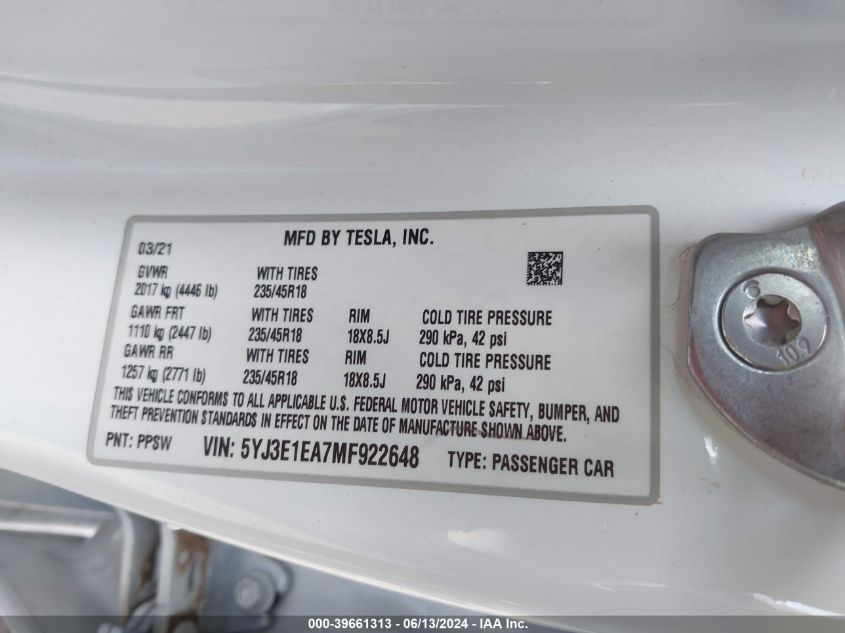 MFD BY TESLA, INC.
03/21
GVWR WITH TIRES
2017 kg (4446 lb) 235/45R18
GAWR FRT WITH TIRES RIM COLD TIRE PRESSURE
1110 kg (2447 lb) 235/45R18 18X8.5J 290 kPa, 42 psi
GAWR RR WITH TIRES RIM COLD TIRE PRESSURE
1257 kg (2771 lb) 235/45R18 18X8.5J 290 kPa, 42 psi
THIS VEHICLE CONFORMS TO ALL APPLICABLE U.S. FEDERAL MOTOR VEHICLE SAFETY, BUMPER, AND
THEFT PREVENTION STANDARDS IN EFFECT ON THE DATE OF MANUFACTURE SHOWN ABOVE.
PNT: PPSW VIN: 5YJ3E1EA7MF922648 TYPE: PASSENGER CAR
10.9
000-39661313 - 06/13/2024 - IAA Inc.